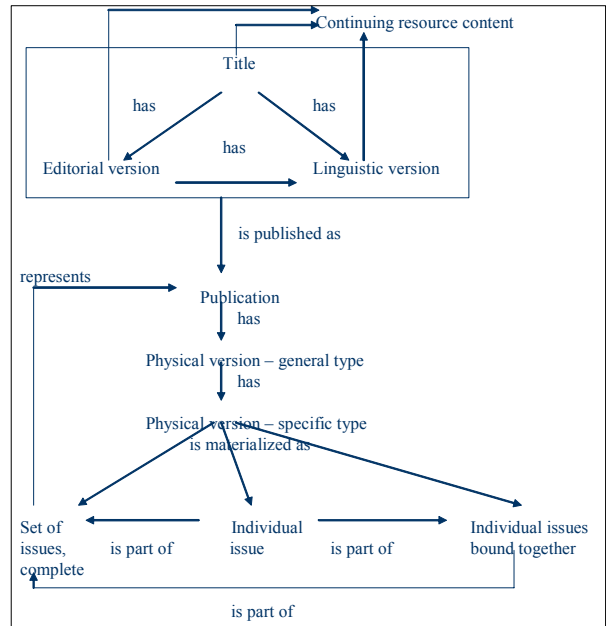 Continuing resource content
Title
has
has
has
Editorial version
Linguistic version
is published as
represents
Publication
has
Physical version – general type
has
Physical version – specific type
is materialized as
Set of
issues,
complete
is part of
Individual
issue
is part of
Individual issues
bound together
is part of